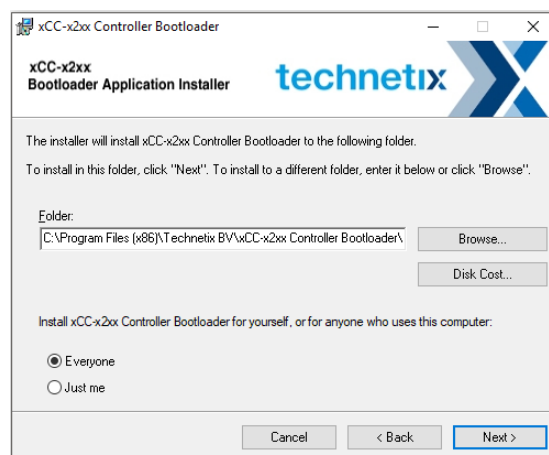 xCC-x2xx Controller Bootloader
xCC-x2xx
Bootloader Application Installer
technetix
The installer will install xCC-x2xx Controller Bootloader to the following folder.
To install in this folder, click "Next". To install to a different folder, enter it below or click "Browse".
Folder:
C:\Program Files (x86)\Technetix BV\xCC-x2xx Controller Bootloader\
Browse...
Disk Cost...
Install xCC-x2xx Controller Bootloader for yourself, or for anyone who uses this computer:
Everyone
Just me
Cancel
< Back
Next >